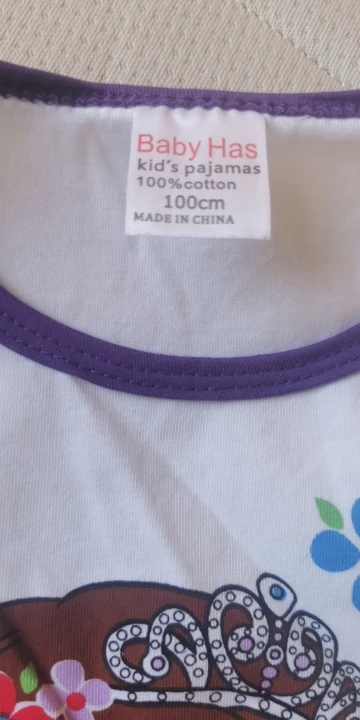 Baby Has
kid's pajamas
100%cotton
100cm
MADE IN CHINA